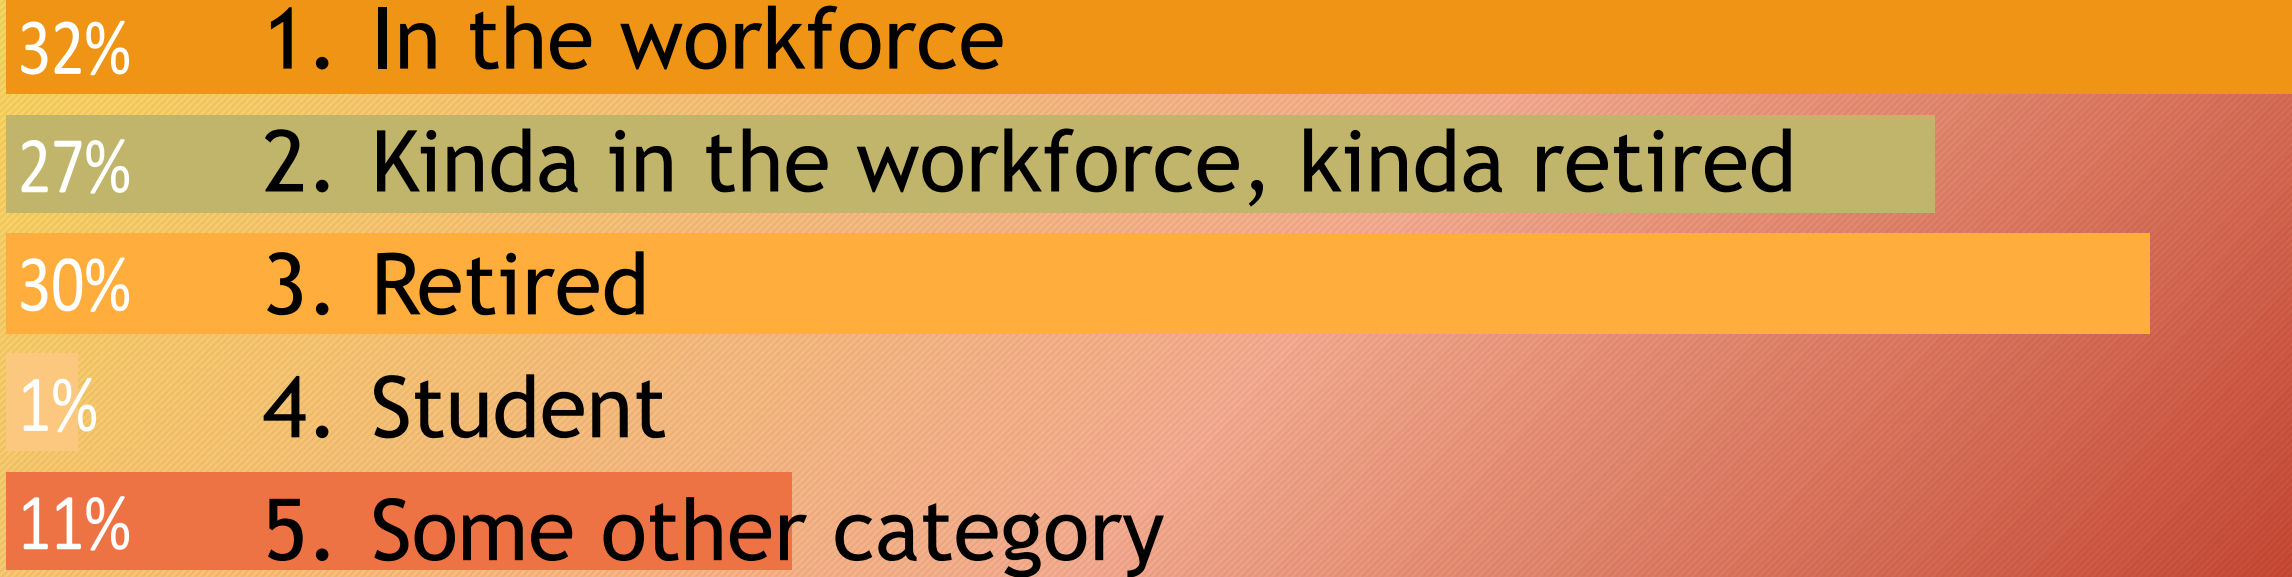 32% 1. In the workforce
27% 2. Kinda in the workforce, kinda retired
30% 3. Retired
1% 4. Student
11% 5. Some other category